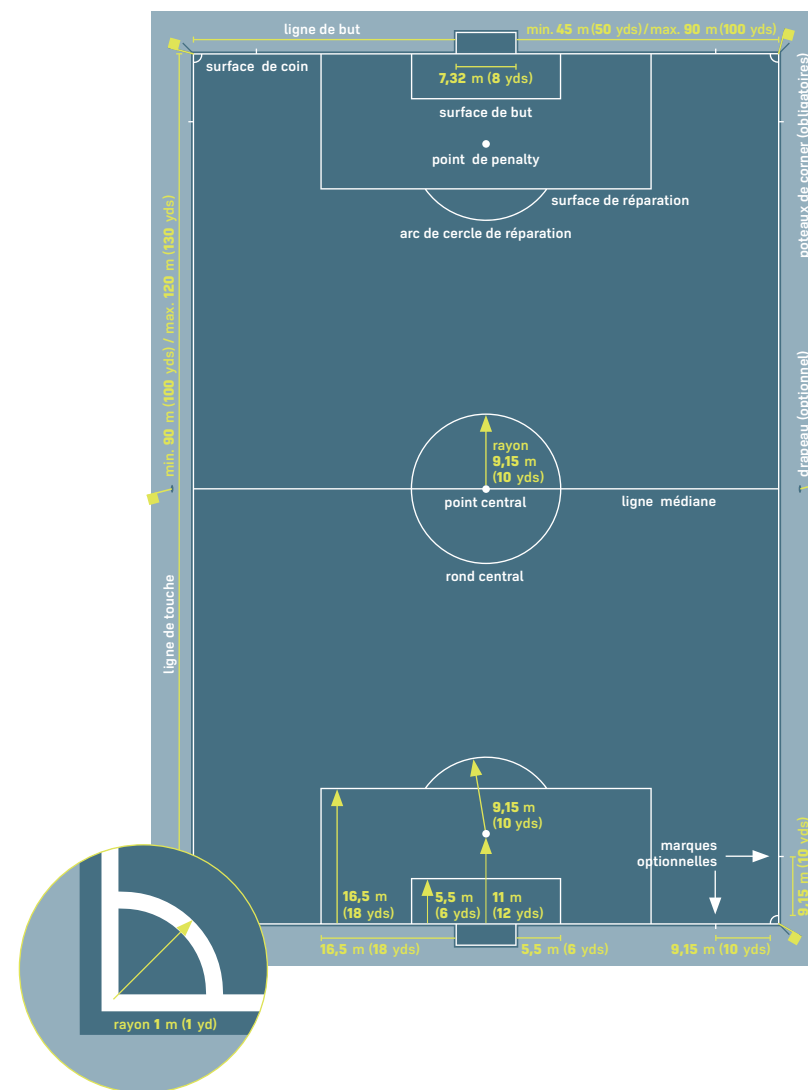 ligne de but
min. 45 m (50 yds) / max. 90 m (100 yds)
surface de coin
7,32 m (8 yds)
surface de but
point de penalty
surface de réparation
arc de cercle de réparation
poteaux de corner (obligatoires)
min. 90 m (100 yds) / max. 120 m (130 yds)
drapeau (optionnel)
rayon
9,15 m
(10 yds)
point central
ligne médiane
rond central
ligne de touche
9,15 m
(10 yds)
marques
optionnelles
9,15 m (10 yds)
16,5 m
(18 yds)
5,5 m
(6 yds)
11 m
(12 yds)
16,5 m (18 yds)
5,5 m (6 yds)
9,15 m (10 yds)
rayon 1 m (1 yd)